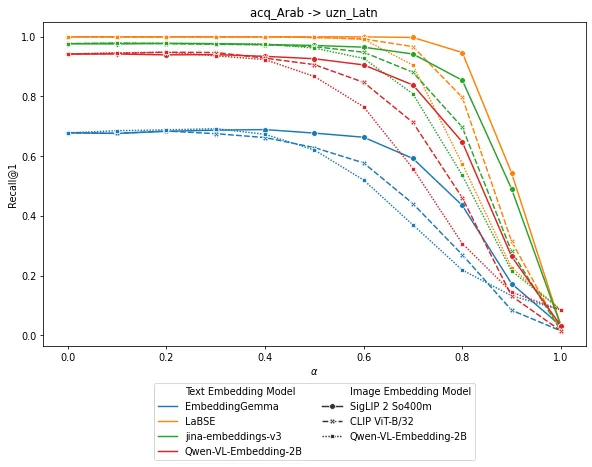 acq_Arab -> uzn_Latn
Recall@1
1.0
0.8
0.6
0.4
0.2
0.0
0.0 0.2 0.4 0.6 0.8 1.0
α
Text Embedding Model
EmbeddingGemma
LaBSE
jina-embeddings-v3
Qwen-VL-Embedding-2B
Image Embedding Model
SigLIP 2 So400m
CLIP ViT-B/32
Qwen-VL-Embedding-2B